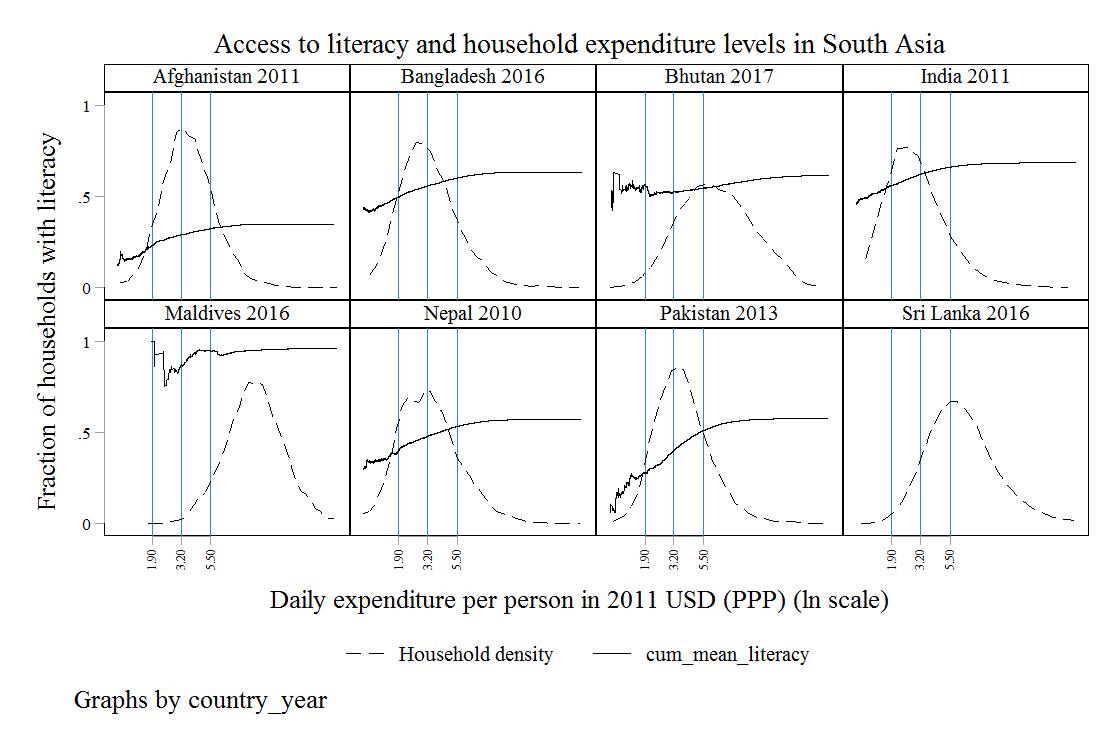 Access to literacy and household expenditure levels in South Asia
Afghanistan 2011 Bangladesh 2016 Bhutan 2017 India 2011
1
.5
0
Maldives 2016 Nepal 2010 Pakistan 2013 Sri Lanka 2016
1
.5
0
Fraction of households with literacy
1.90 3.20 5.50 1.90 3.20 5.50 1.90 3.20 5.50 1.90 3.20 5.50
Daily expenditure per person in 2011 USD (PPP) (ln scale)
Household density cum_mean_literacy
Graphs by country_year